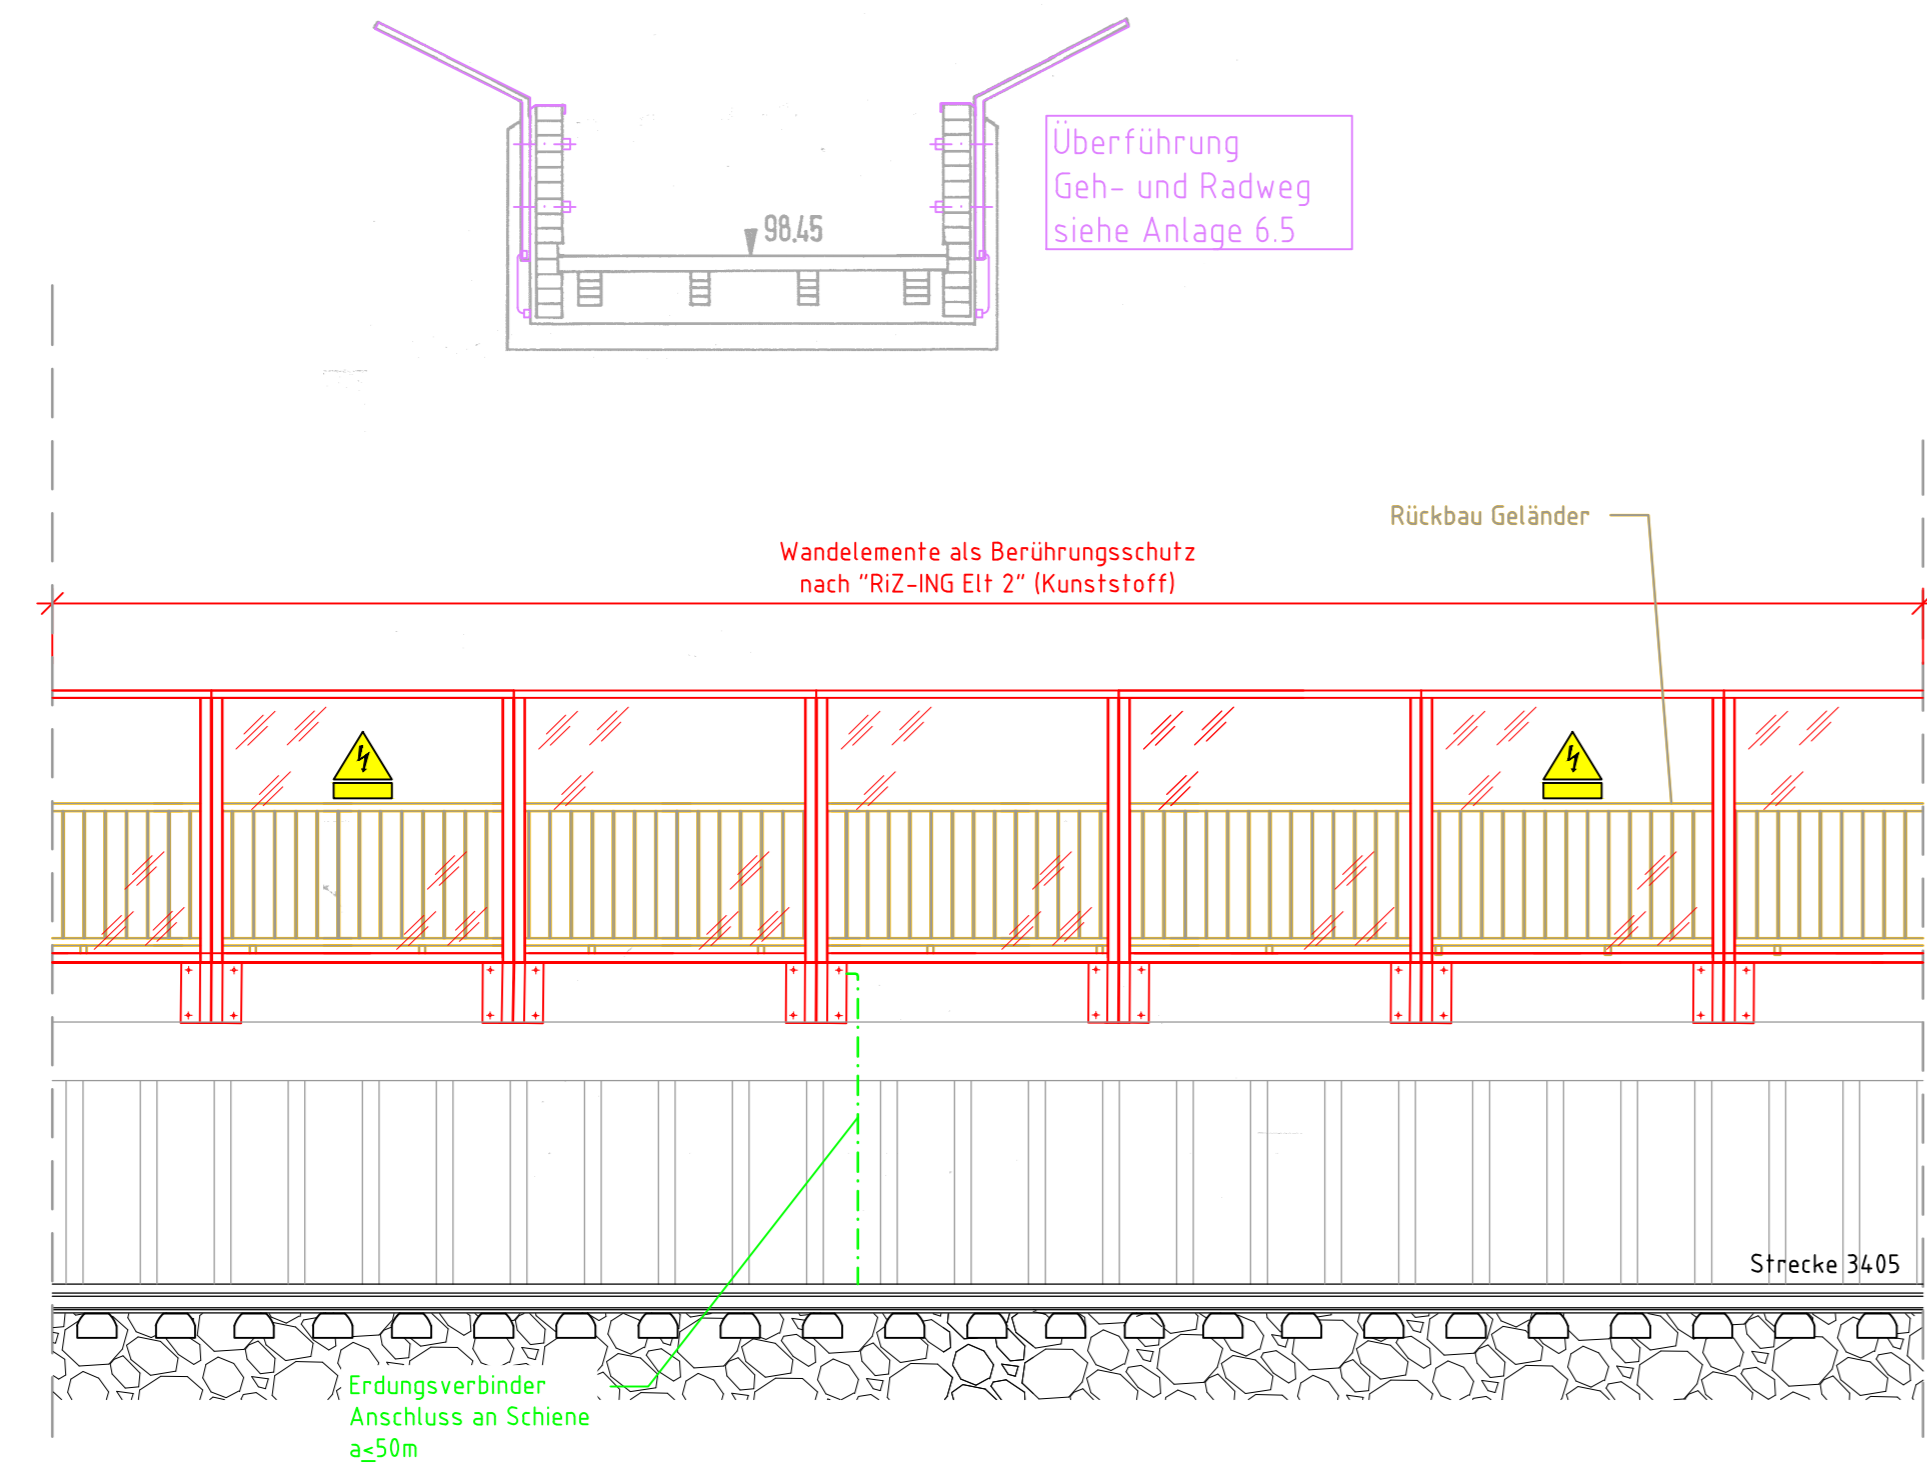 Überführung
Geh- und Radweg
siehe Anlage 6.5
98.45
Rückbau Geländer
Wandelemente als Berührungsschutz
nach "RiZ-ING Elt 2" (Kunststoff)
Strecke 3405
Erdungsverbinder
Anschluss an Schiene
a≤50m